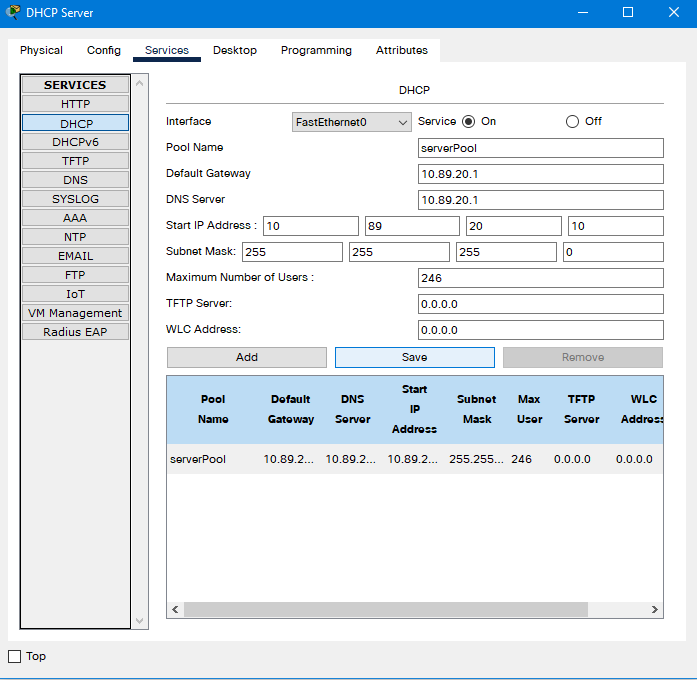 DHCP Server
Physical Config Services Desktop Programming Attributes
SERVICES
HTTP
DHCP
DHCPv6
TFTP
DNS
SYSLOG
AAA
NTP
EMAIL
FTP
IoT
VM Management
Radius EAP
DHCP
Interface FastEthernet0 Service On Off
Pool Name serverPool
Default Gateway 10.89.20.1
DNS Server 10.89.20.1
Start IP Address : 10 89 20 10
Subnet Mask: 255 255 255 0
Maximum Number of Users : 246
TFTP Server: 0.0.0.0
WLC Address: 0.0.0.0
Add Save Remove
Pool Name Default Gateway DNS Server Start IP Address Subnet Mask Max User TFTP Server WLC Address
serverPool 10.89.2... 10.89.2... 10.89.2... 255.255... 246 0.0.0.0 0.0.0.0
Top